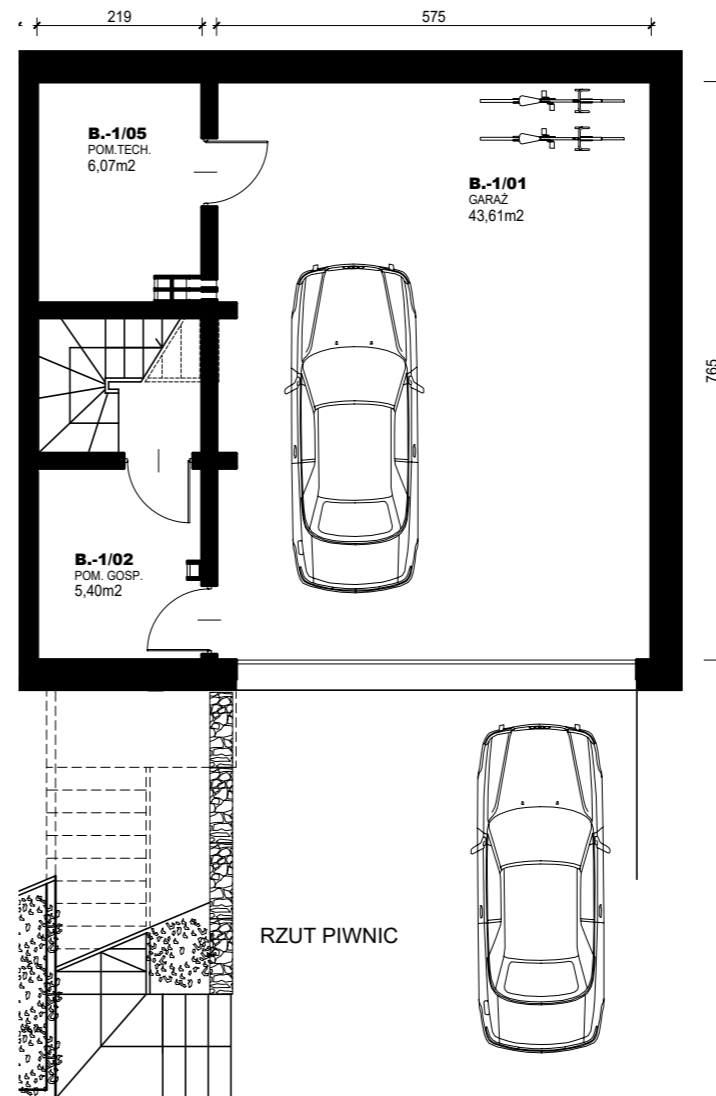 219
575
B.-1/05
POM.TECH.
6,07m2
B.-1/01
GARAŻ
43,61m2
765
B.-1/02
POM. GOSP.
5,40m2
RZUT PIWNIC